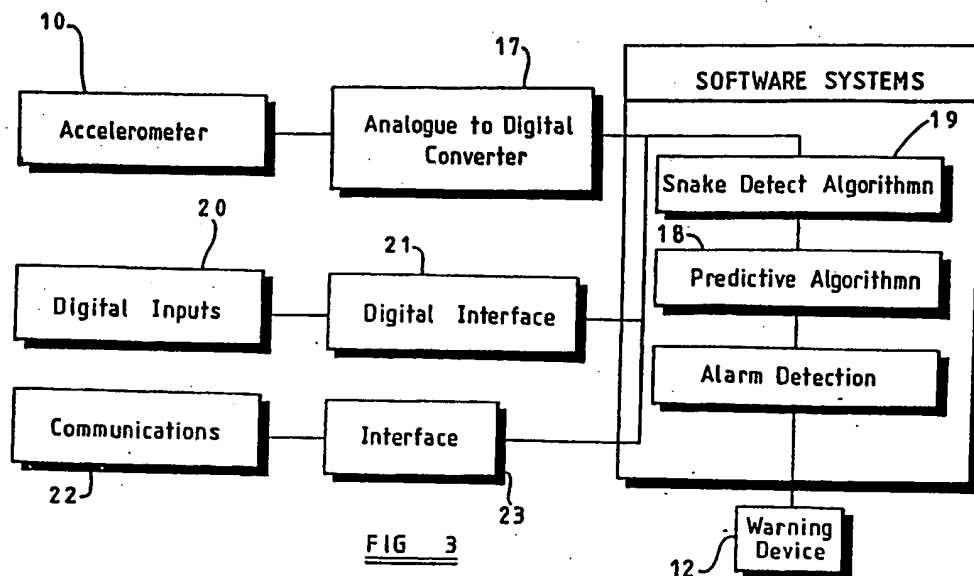 10
17
SOFTWARE SYSTEMS
Accelerometer
Analogue to Digital
Converter
19
Snake Detect Algorithmn
20
21
18
Predictive Algorithmn
Digital Inputs
Digital Interface
Alarm Detection
Communications
Interface
22
23
FIG 3
12
Warning
Device